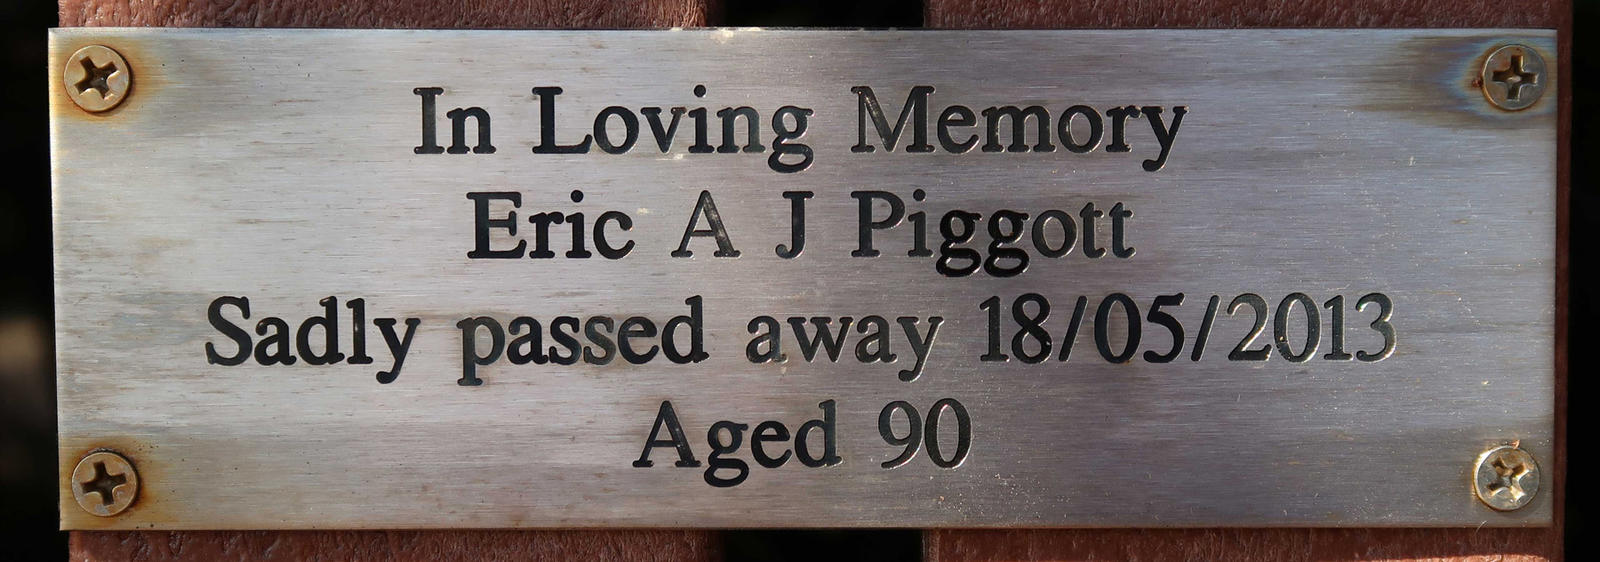 In Loving Memory
Eric A J Piggott
Sadly passed away 18/05/2013
Aged 90